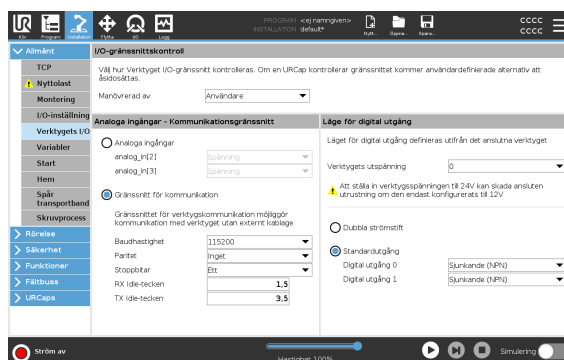 PROGRAM <ej namngiven>
INSTALLATION default*
CCCC
CCCC
Kör
Program
Installation
Flytta
I/O
Logg
Nytt...
Öppna...
Spara...
Allmänt
TCP
Nyttolast
Montering
I/O-inställning
Verktygets I/O
Variabler
Start
Hem
Spår
transportband
Skruvprocess
Rörelse
Säkerhet
Funktioner
Fältbuss
URCaps
I/O-gränssnittskontroll
Välj hur Verktyget I/O-gränssnitt kontrolleras. Om en URCap kontrollerar gränssnittet kommer användardefinierade alternativ att
åsidosättas.
Manövrerad av
Användare
Analoga ingångar - Kommunikationsgränssnitt
Analoga ingångar
analog_in[2]
Spänning
analog_in[3]
Spänning
Gränssnitt för kommunikation
Gränssnittet för verktygskommunikation möjliggör
kommunikation med verktyget utan externt kablage
Baudhastighet
115200
Paritet
Inget
Stoppbitar
Ett
RX Idle-tecken
1,5
TX Idle-tecken
3,5
Läge för digital utgång
Läget för digital utgång definieras utifrån det anslutna verktyget
Verktygets utspänning
0
Att ställa in verktygsspänningen till 24V kan skada ansluten
utrustning om den endast konfigurerats till 12V
Dubbla strömstift
Standardutgång
Digital utgång 0
Sjunkande (NPN)
Digital utgång 1
Sjunkande (NPN)
Ström av
Hastighet 100%
Simulering